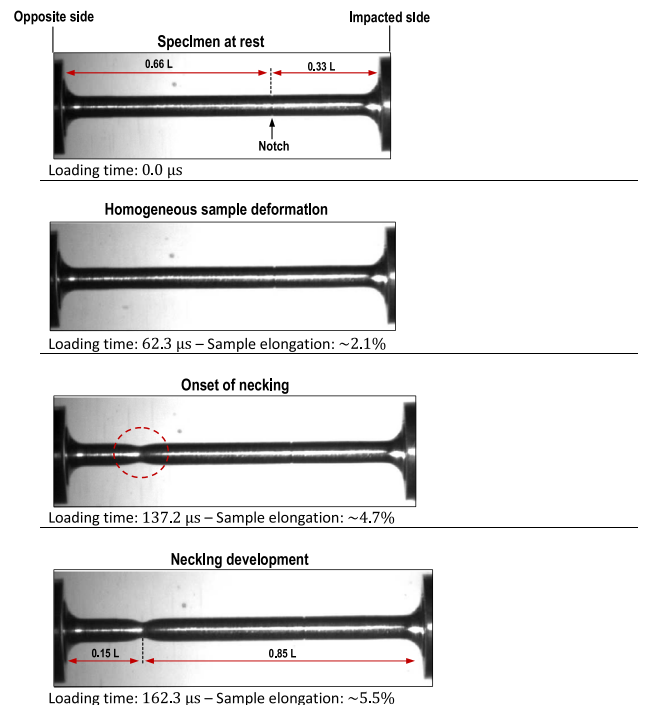 Opposite side
Impacted side
Specimen at rest
0.66 L
0.33 L
Notch
Loading time: 0.0 µs
Homogeneous sample deformation
Loading time: 62.3 µs – Sample elongation: ~2.1%
Onset of necking
Loading time: 137.2 µs – Sample elongation: ~4.7%
Necking development
0.15 L
0.85 L
Loading time: 162.3 µs – Sample elongation: ~5.5%